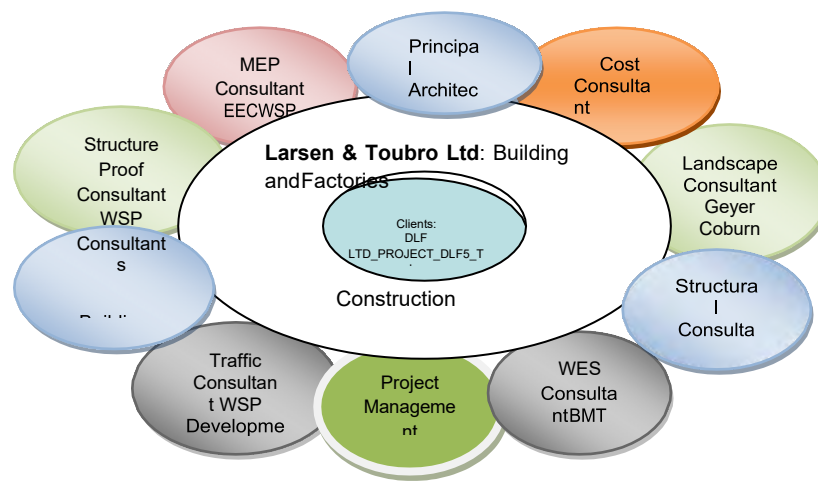 Principa
l
Architec
MEP
Consultant
EECWSP
Cost
Consulta
nt
Structure
Proof
Consultant
WSP
Consultant
s
Larsen & Toubro Ltd: Building
andFactories
Landscape
Consultant
Geyer
Coburn
Clients:
DLF
LTD_PROJECT_DLF5_T
Construction
Structura
l
Consulta
Traffic
Consultan
t WSP
Developme
Project
Manageme
nt
WES
Consulta
ntBMT